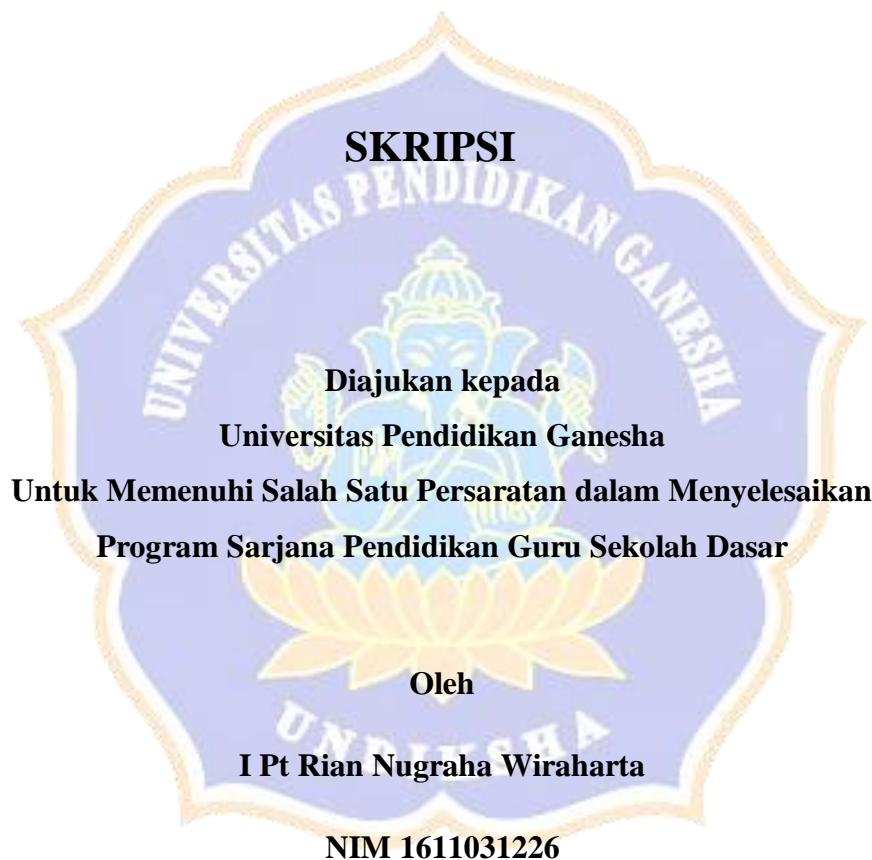 SKRIPSI
UNIVERSITAS PENDIDIKAN GANESHA
Diajukan kepada
Universitas Pendidikan Ganesha
Untuk Memenuhi Salah Satu Persaratan dalam Menyelesaikan
Program Sarjana Pendidikan Guru Sekolah Dasar
Oleh
UNDIKSHA
I Pt Rian Nugraha Wiraharta
NIM 1611031226